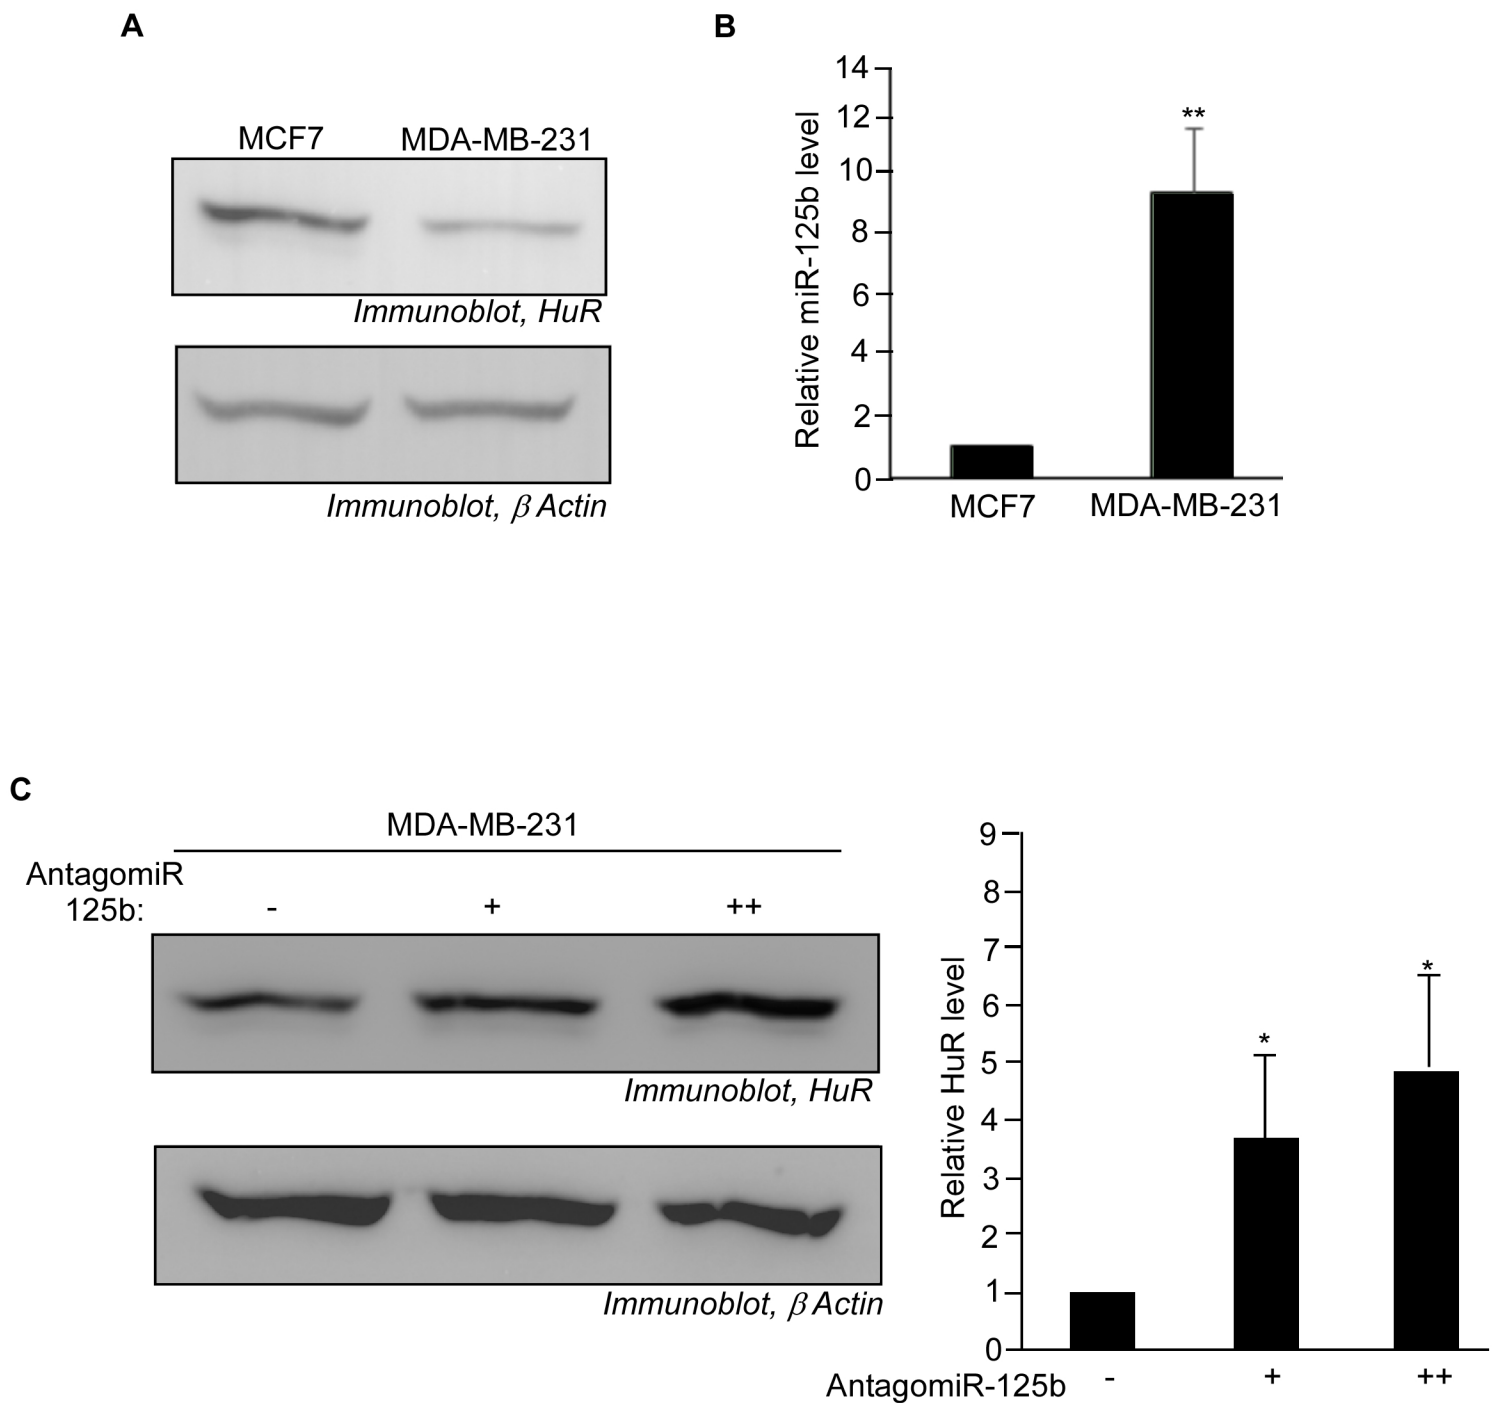 A
MCF7 MDA-MB-231
Immunoblot, HuR
Immunoblot, β Actin
B
Relative miR-125b level
14
12
10
8
6
4
2
0
**
MCF7 MDA-MB-231
C
MDA-MB-231
AntagomiR
125b: - + ++
Immunoblot, HuR
Immunoblot, β Actin
Relative HuR level
9
8
7
6
5
4
3
2
1
0
*
*
AntagomiR-125b - + ++